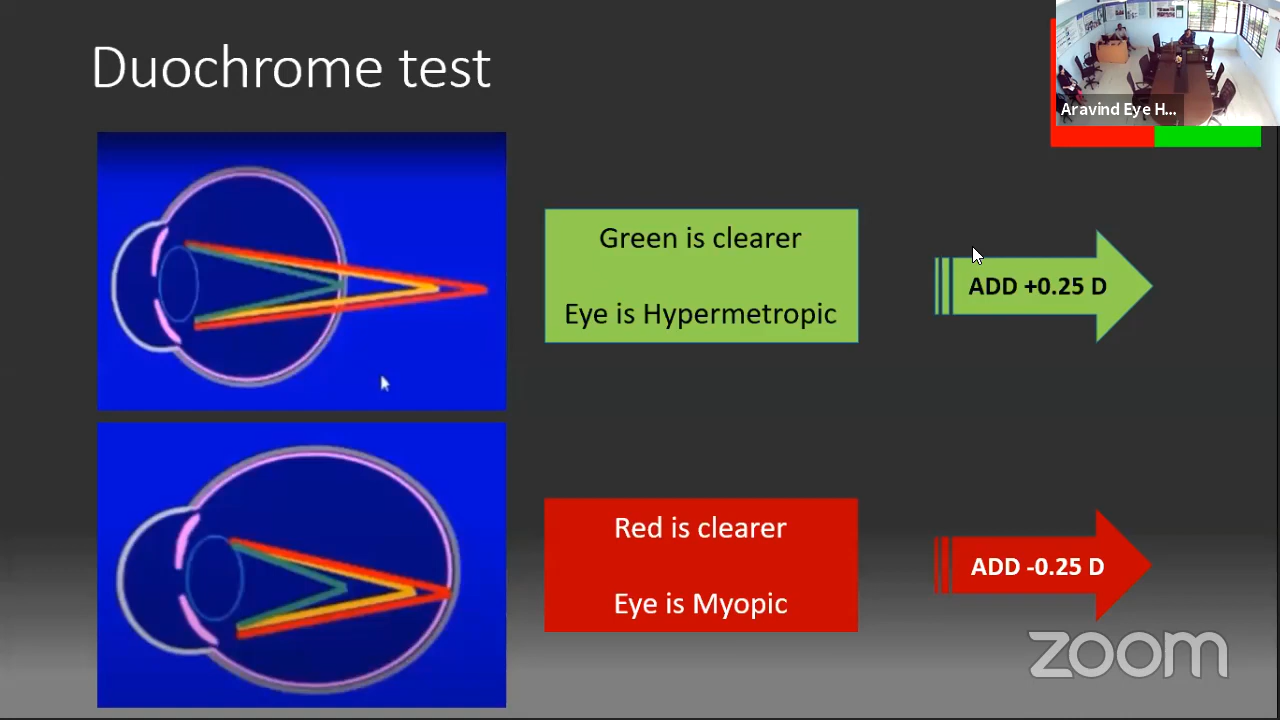 Duochrome test
Aravind Eye H...
Green is clearer
Eye is Hypermetropic
ADD +0.25 D
Red is clearer
Eye is Myopic
ADD -0.25 D
zoom